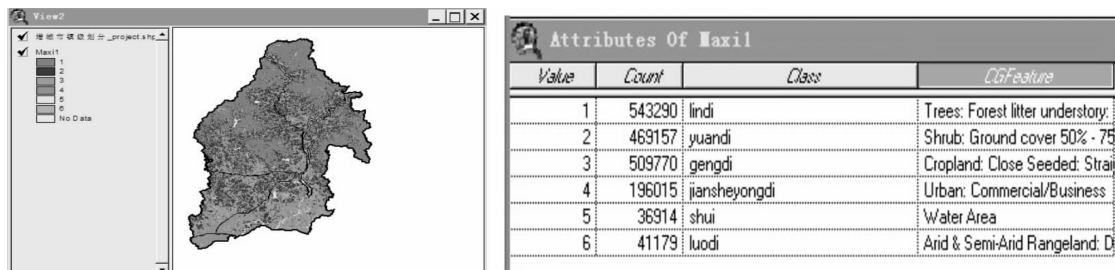 View2
增城市镇级划分_project.shp
Maxi1
1
2
3
4
5
6
No Data
Attributes Of Maxi1
Value Count Class CGFeature
1 543290 lindi Trees: Forest litter understory:
2 469157 yuandi Shrub: Ground cover 50% - 75
3 509770 gengdi Cropland: Close Seeded: Strai
4 196015 jiansheyongdi Urban: Commercial/Business
5 36914 shui Water Area
6 41179 luodi Arid & Semi-Arid Rangeland: D